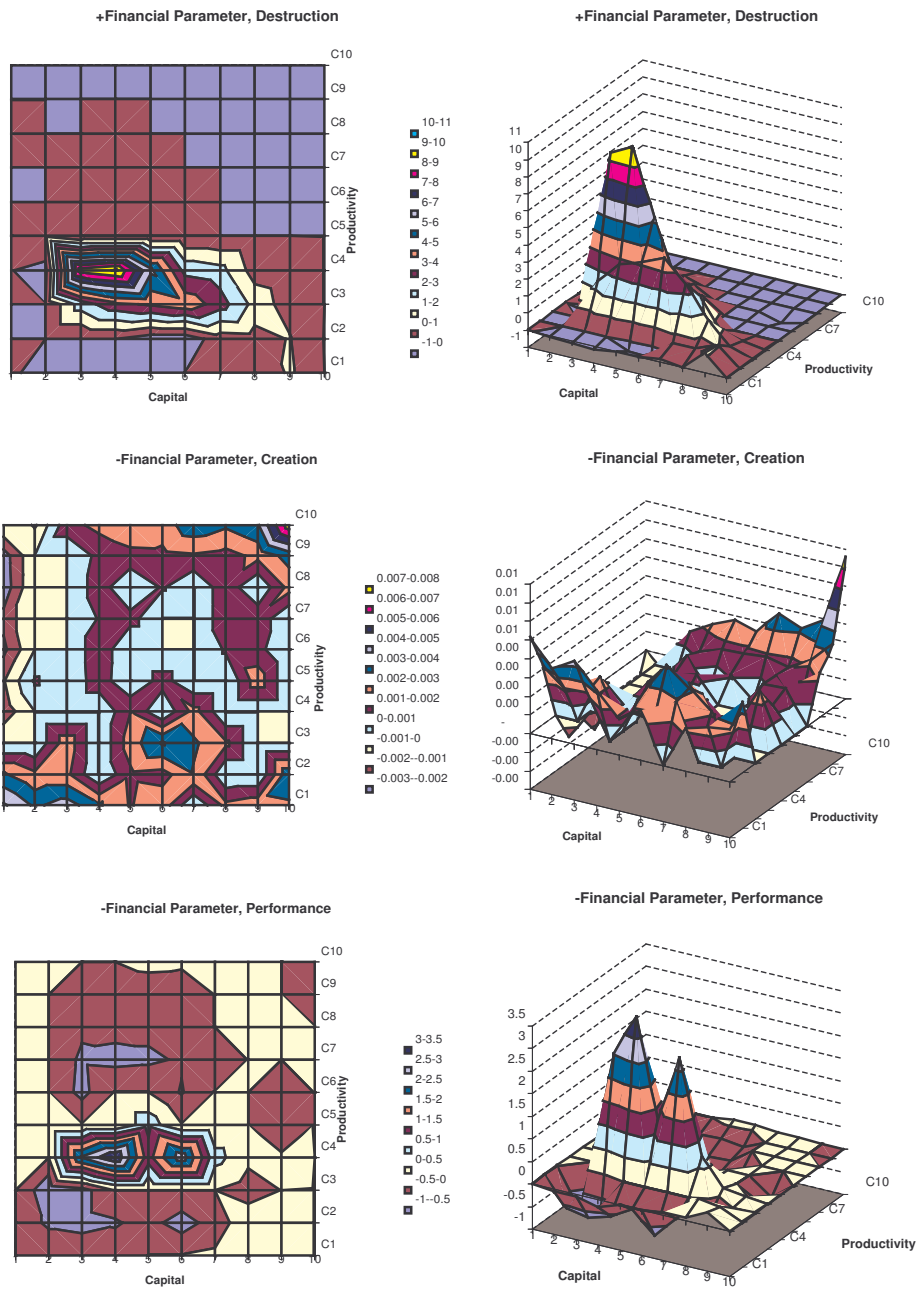 +Financial Parameter, Destruction
C10
C9
C8
C7
C6
C5
C4
C3
C2
C1
Productivity
1 2 3 4 5 6 7 8 9 10
Capital
10-11
9-10
8-9
7-8
6-7
5-6
4-5
3-4
2-3
1-2
0-1
-1-0
+Financial Parameter, Destruction
11
10
9
8
7
6
5
4
3
2
1
0
-1
1 2 3 4 5 6 7 8 9 10
Capital
C1
C4
C7
C10
Productivity
-Financial Parameter, Creation
C10
C9
C8
C7
C6
C5
C4
C3
C2
C1
Productivity
1 2 3 4 5 6 7 8 9 10
Capital
0.007-0.008
0.006-0.007
0.005-0.006
0.004-0.005
0.003-0.004
0.002-0.003
0.001-0.002
0-0.001
-0.001-0
-0.002--0.001
-0.003--0.002
-Financial Parameter, Creation
0.01
0.01
0.01
0.01
0.00
0.00
0.00
0.00
-
-0.00
-0.00
-0.00
1 2 3 4 5 6 7 8 9 10
Capital
C1
C4
C7
C10
Productivity
-Financial Parameter, Performance
C10
C9
C8
C7
C6
C5
C4
C3
C2
C1
Productivity
1 2 3 4 5 6 7 8 9 10
Capital
3-3.5
2.5-3
2-2.5
1.5-2
1-1.5
0.5-1
0-0.5
-0.5-0
-1--0.5
-Financial Parameter, Performance
3.5
3
2.5
2
1.5
1
0.5
0
-0.5
-1
1 2 3 4 5 6 7 8 9 10
Capital
C1
C4
C7
C10
Productivity